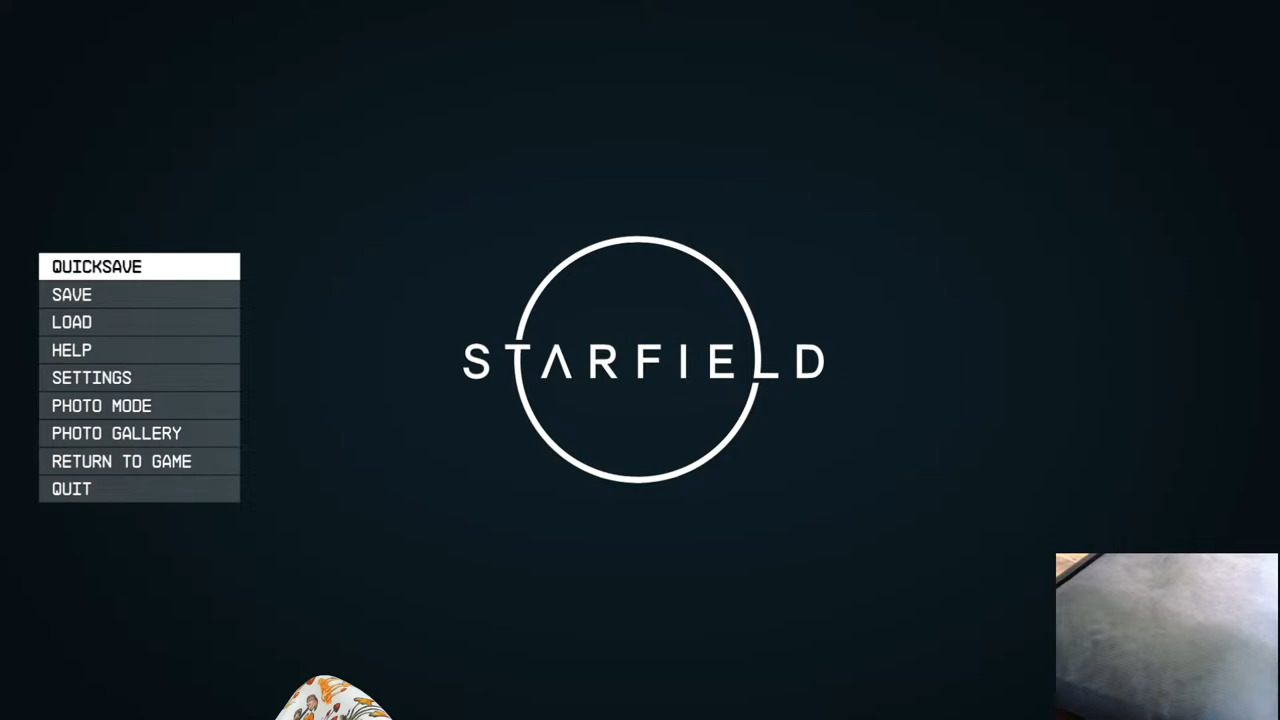 QUICKSAVE
SAVE
LOAD
HELP
SETTINGS
PHOTO MODE
PHOTO GALLERY
RETURN TO GAME
QUIT
STARFIELD